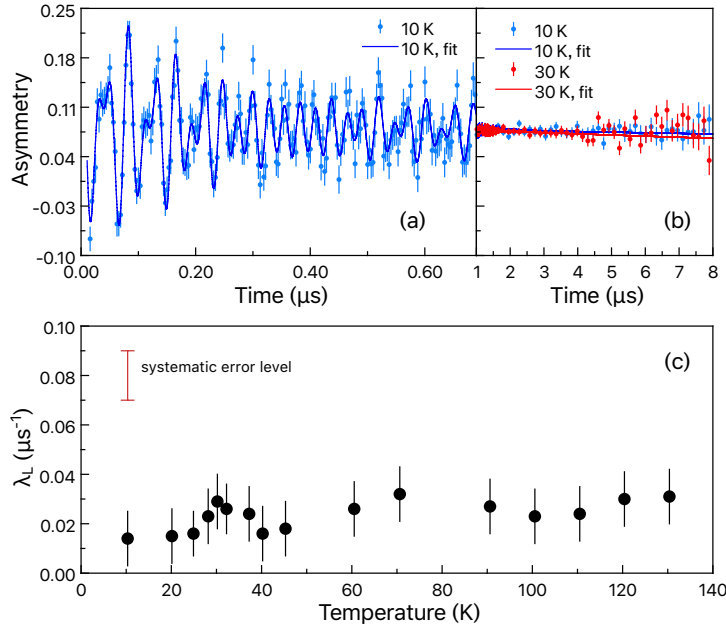 0.25
0.18
0.11
0.04
-0.03
-0.10
Asymmetry
10 K
10 K, fit
(a)
0.00
0.20
0.40
0.60
Time (μs)
10 K
10 K, fit
30 K
30 K, fit
(b)
1
2
3
4
5
6
7
8
Time (μs)
0.10
0.08
0.06
0.04
0.02
0.00
λL (μs⁻¹)
systematic error level
(c)
0
20
40
60
80
100
120
140
Temperature (K)